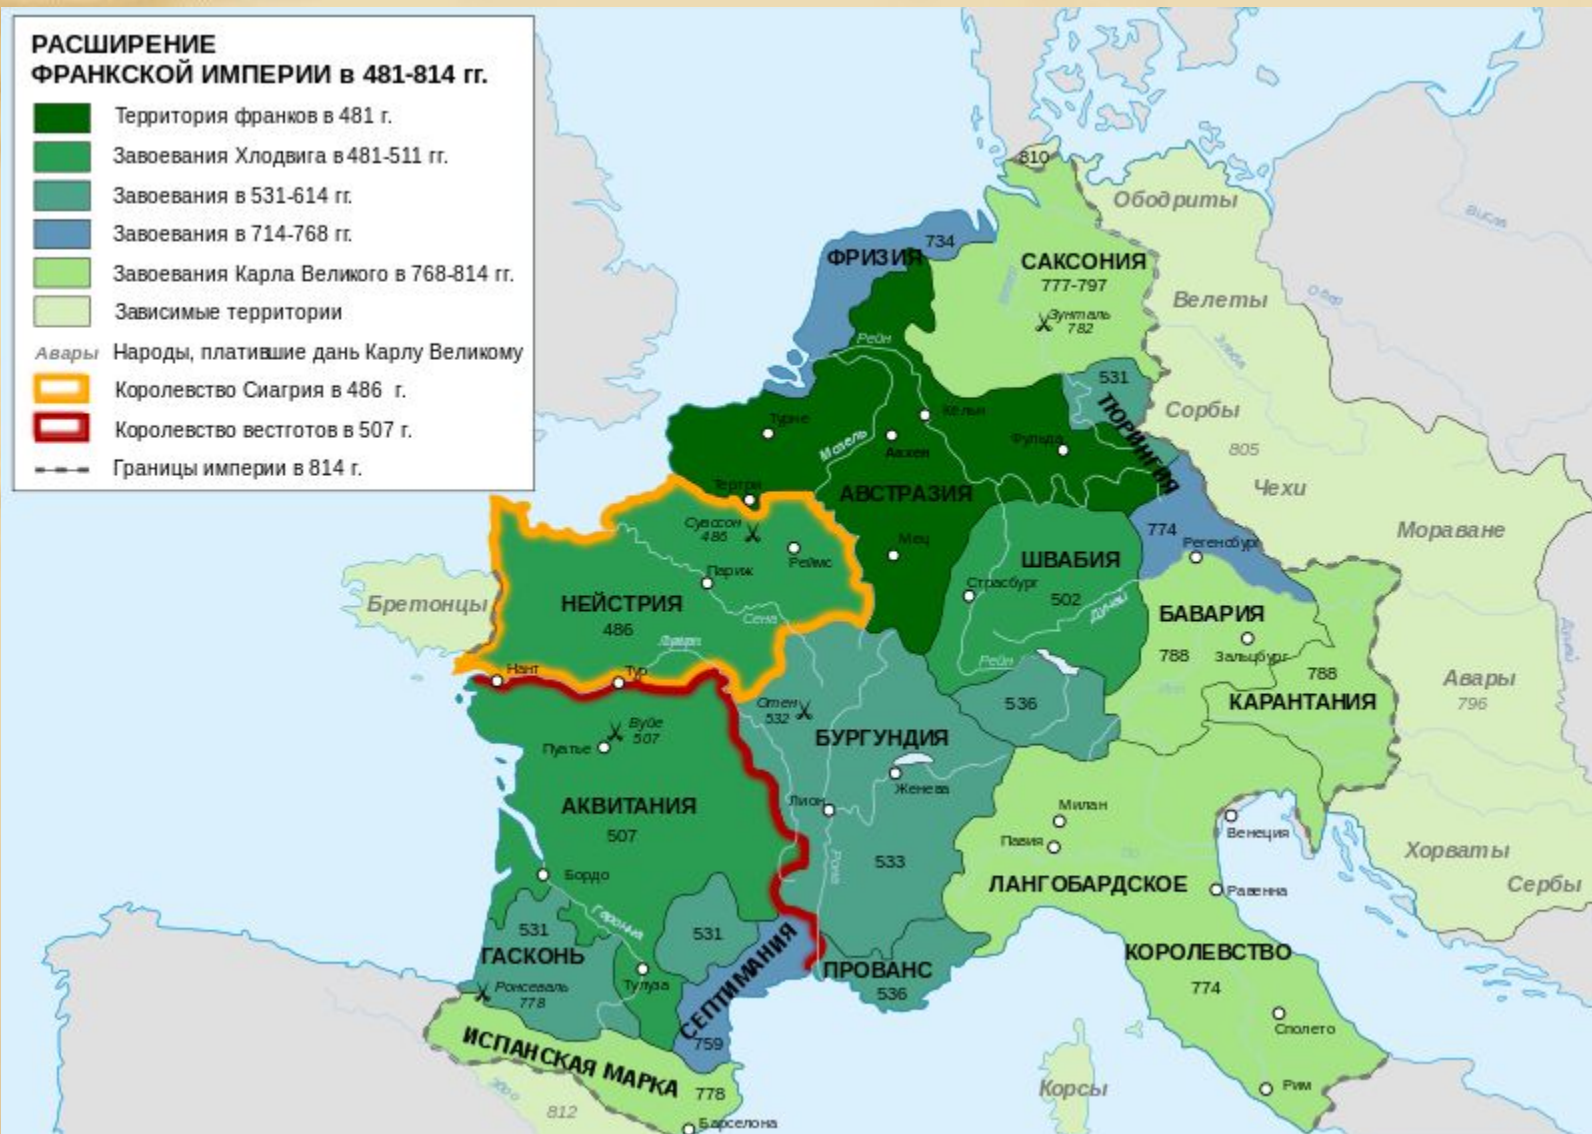 РАСШИРЕНИЕ
ФРАНКСКОЙ ИМПЕРИИ в 481-814 гг.
Территория франков в 481 г.
Завоевания Хлодвига в 481-511 гг.
Завоевания в 531-614 гг.
Завоевания в 714-768 гг.
Завоевания Карла Великого в 768-814 гг.
Зависимые территории
Авары Народы, платившие дань Карлу Великому
Королевство Сиагрия в 486 г.
Королевство вестготов в 507 г.
Границы империи в 814 г.
810
Ободриты
Висла
734
ФРИЗИЯ
САКСОНИЯ
777-797
Велеты
Одер
Зунталь
782
Рейн
Эльба
531
ТЮРИНГИЯ
Сорбы
805
Чехи
Мораване
Турне
Кёльн
Мозель
Аахен
Фульда
АВСТРАЗИЯ
Тертри
Суассон
486
Реймс
Мец
774
Регенсбург
ШВАБИЯ
502
Страсбург
Дунай
Париж
Бретонцы
НЕЙСТРИЯ
486
Сена
Луара
БАВАРИЯ
788
Зальцбург
Дунай
Рейн
Нант
Тур
788
КАРАНТАНИЯ
Авары
796
536
Отен
532
Вуйе
507
Пуатье
БУРГУНДИЯ
Женева
АКВИТАНИЯ
507
Лион
Милан
Павия
По
Венеция
Рона
533
Хорваты
Сербы
Бордо
ЛАНГОБАРДСКОЕ
Равенна
Гаронна
531
531
ГАСКОНЬ
СЕПТИМАНИЯ
759
ПРОВАНС
536
КОРОЛЕВСТВО
774
Ронсеваль
778
Тулуза
Сполето
ИСПАНСКАЯ МАРКА
778
Эбро
812
Барселона
Корсы
Рим